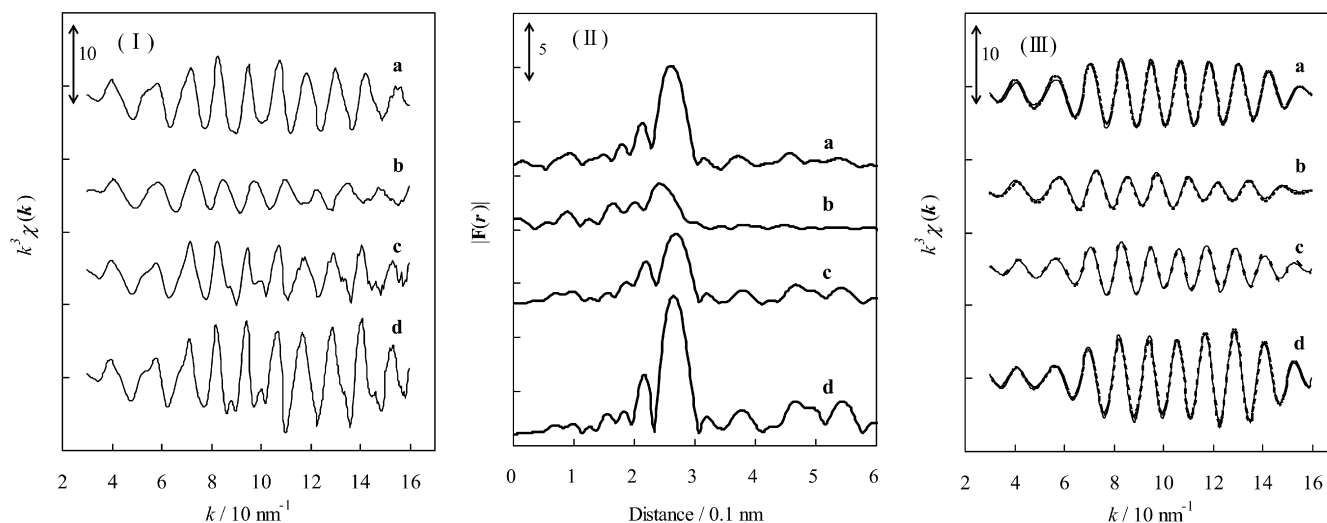 10
( I )
a
b
c
d
k³ χ(k)
2 4 6 8 10 12 14 16
k / 10 nm⁻¹
5
(II)
a
b
c
d
|F(r)|
0 1 2 3 4 5 6
Distance / 0.1 nm
10
(III)
a
b
c
d
k³ χ(k)
2 4 6 8 10 12 14 16
k / 10 nm⁻¹